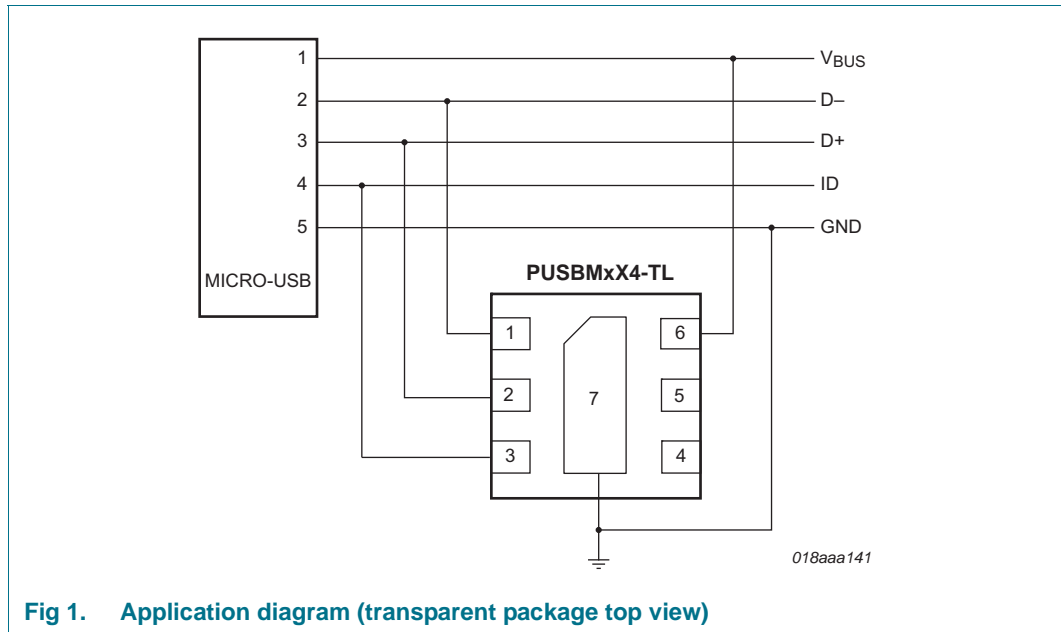 1 V_BUS
2 D–
3 D+
4 ID
5 GND
MICRO-USB
PUSBMxX4-TL
1 6
2 7 5
3 4
018aaa141
Fig 1. Application diagram (transparent package top view)